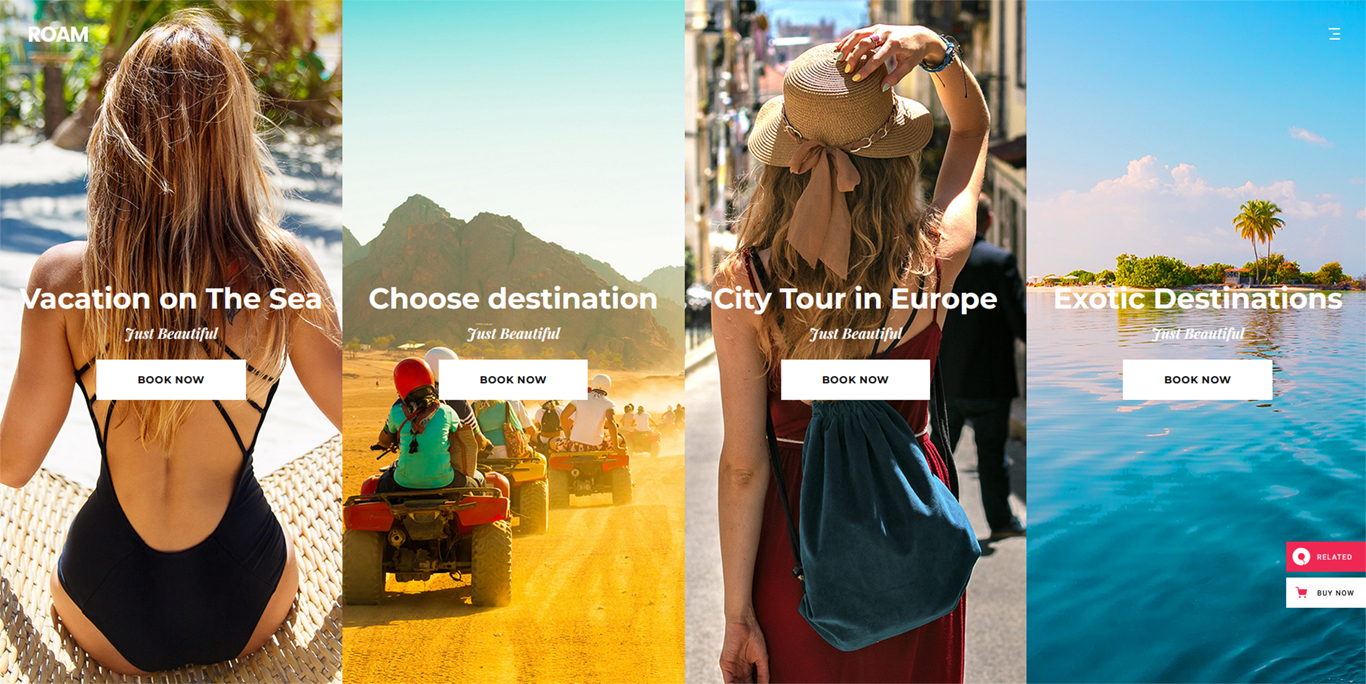 ROAM
Vacation on The Sea
Just Beautiful
BOOK NOW
Choose destination
Just Beautiful
BOOK NOW
City Tour in Europe
Just Beautiful
BOOK NOW
Exotic Destinations
Just Beautiful
BOOK NOW
RELATED
BUY NOW